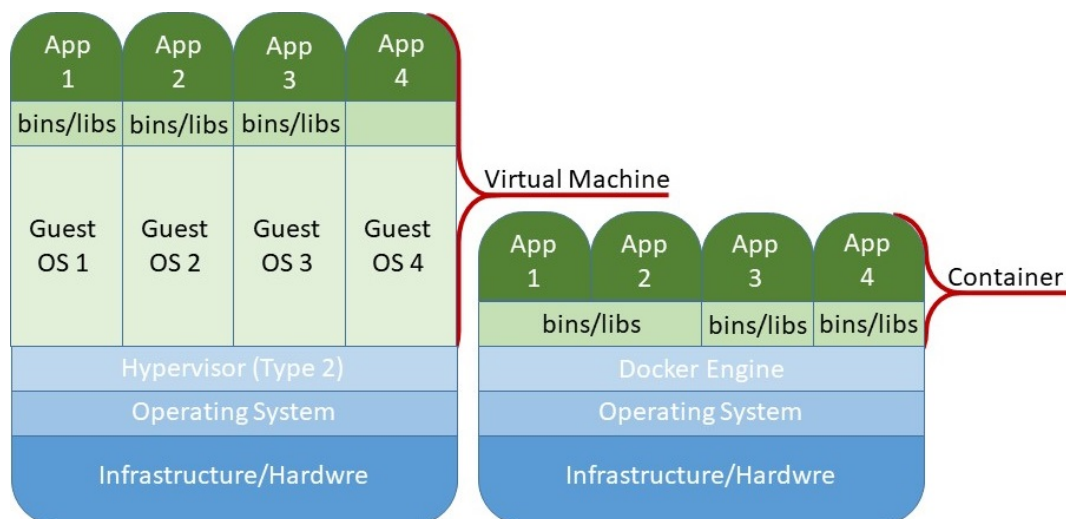 App 1
App 2
App 3
App 4
bins/libs
bins/libs
bins/libs
Guest OS 1
Guest OS 2
Guest OS 3
Guest OS 4
Hypervisor (Type 2)
Operating System
Infrastructure/Hardwre
Virtual Machine
App 1
App 2
App 3
App 4
bins/libs
bins/libs
bins/libs
Docker Engine
Operating System
Infrastructure/Hardwre
Container